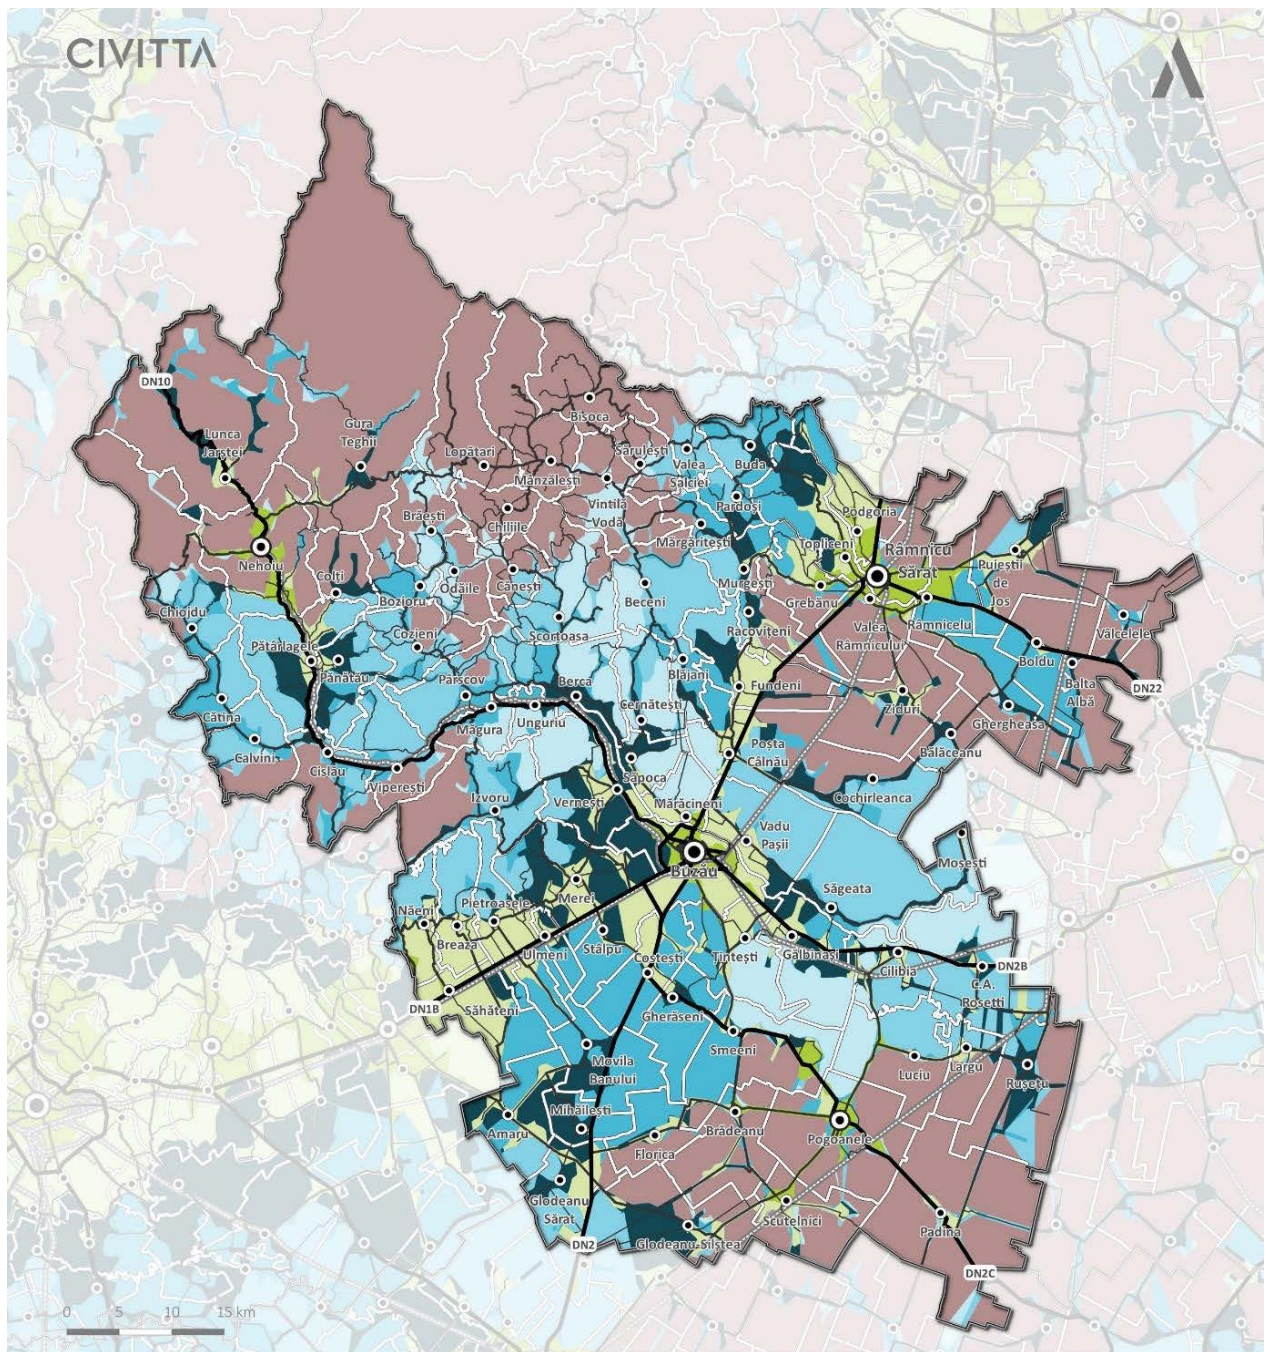 CIVITTA
DN10
Lunca
Jariștei
Gura
Teghii
Lopătari
Bisoca
Mânzălești
Sărulești
Valea
Salciei
Buda
Vintilă
Vodă
Pardoși
Brăești
Chiliile
Mărgăritești
Podgoria
Topliceni
Râmnicu
Sărat
Puieștii
de
Jos
Nehoiu
Colți
Bozioru
Odăile
Cănești
Beceni
Murgești
Grebănu
Valea
Râmnicului
Râmnicelu
Vâlcelele
Chiojdu
Cozieni
Scorțoasa
Racovițeni
Boldu
Balta
Albă
DN22
Pătârlagele
Pănătău
Pârscov
Berca
Blăjani
Fundeni
Ziduri
Ghergheasa
Cătina
Măgura
Unguriu
Cernătești
Calvini
Cislău
Viperești
Săpoca
Poșta
Câlnău
Bălăceanu
Izvoru
Vernești
Mărăcineni
Cochirleanca
Vadu
Pașii
Buzău
Moșești
Merei
Săgeata
Năeni
Pietroasele
Breaza
Ulmeni
Stâlpu
Costești
Țintești
Gălbinași
Cilibia
DN2B
C.A.
Rosetti
DN1B
Săhăteni
Gherăseni
Smeeni
Movila
Banului
Luciu
Largu
Rușețu
Mihăilești
Amaru
Brădeanu
Pogoanele
Florica
Glodeanu
Sărat
Scutelnici
Padina
DN2
Glodeanu-Siliștea
DN2C
0 5 10 15 km